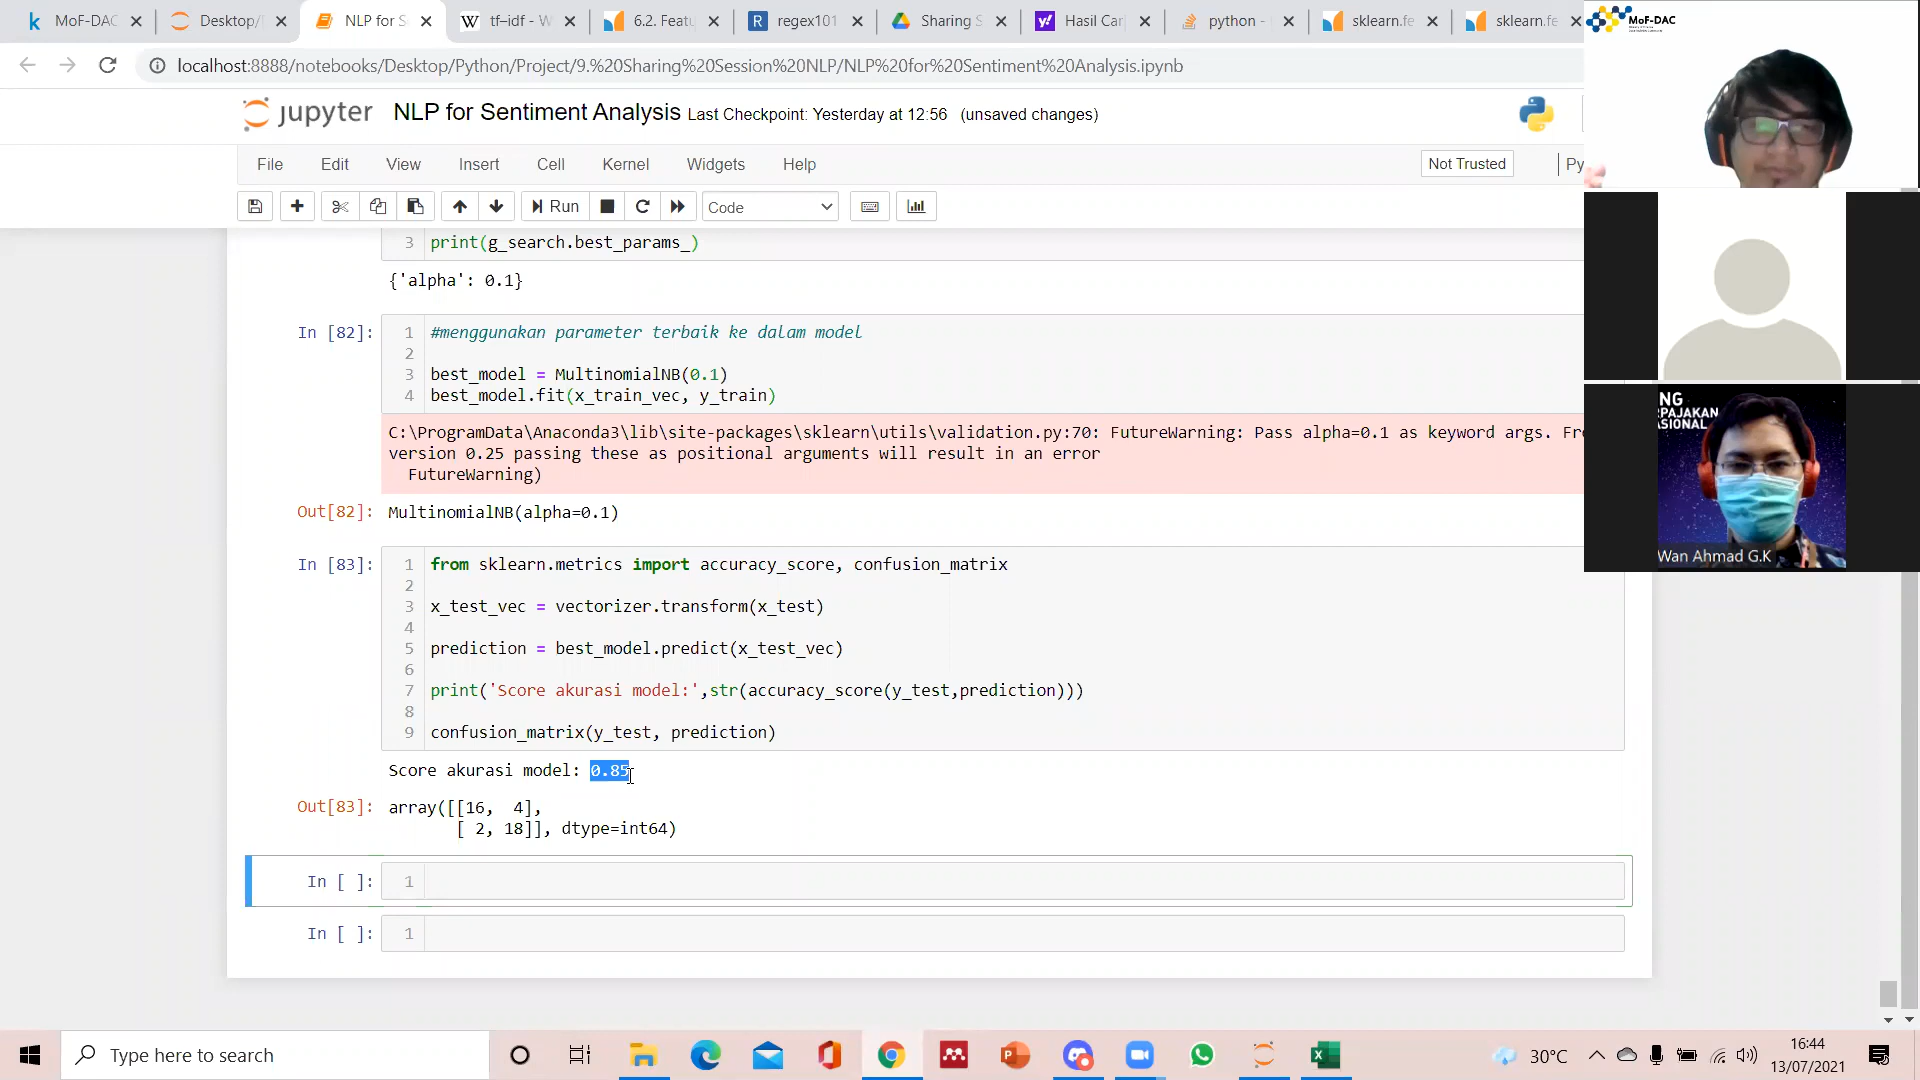 MoF-DAC
Desktop/
NLP for S
tf-idf - W
6.2. Featu
regex101
Sharing S
Hasil Car
python -
sklearn.fe
sklearn.fe
MoF-DAC
localhost:8888/notebooks/Desktop/Python/Project/9.%20Sharing%20Session%20NLP/NLP%20for%20Sentiment%20Analysis.ipynb
jupyter NLP for Sentiment Analysis Last Checkpoint: Yesterday at 12:56 (unsaved changes)
File Edit View Insert Cell Kernel Widgets Help Not Trusted Py
Run Code
3 print(g_search.best_params_)
{'alpha': 0.1}
In [82]: 1 #menggunakan parameter terbaik ke dalam model
2
3 best_model = MultinomialNB(0.1)
4 best_model.fit(x_train_vec, y_train)
C:\ProgramData\Anaconda3\lib\site-packages\sklearn\utils\validation.py:70: FutureWarning: Pass alpha=0.1 as keyword args. Fr
version 0.25 passing these as positional arguments will result in an error
FutureWarning)
Out[82]: MultinomialNB(alpha=0.1)
In [83]: 1 from sklearn.metrics import accuracy_score, confusion_matrix
2
3 x_test_vec = vectorizer.transform(x_test)
4
5 prediction = best_model.predict(x_test_vec)
6
7 print('Score akurasi model:',str(accuracy_score(y_test,prediction)))
8
9 confusion_matrix(y_test, prediction)
Score akurasi model: 0.85
Out[83]: array([[16, 4],
[ 2, 18]], dtype=int64)
In [ ]: 1
In [ ]: 1
NG
RPAJAKAN
ASIONAL
Wan Ahmad G.K
Type here to search
30°C
16:44
13/07/2021